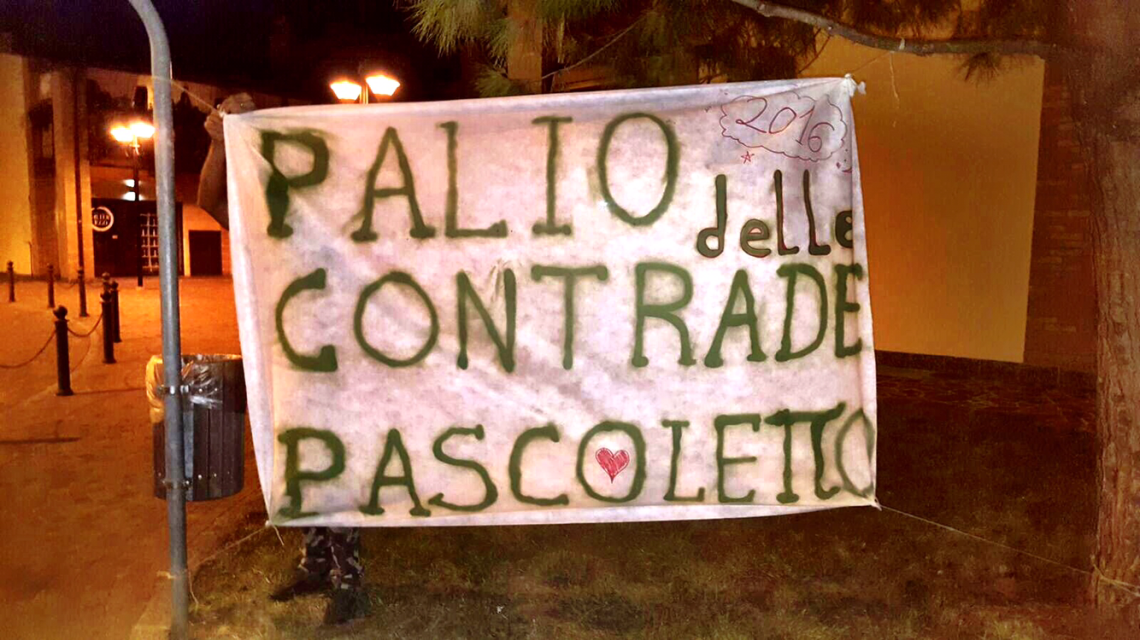 2016
PALIO
delle
CONTRADE
PASCOLETTO